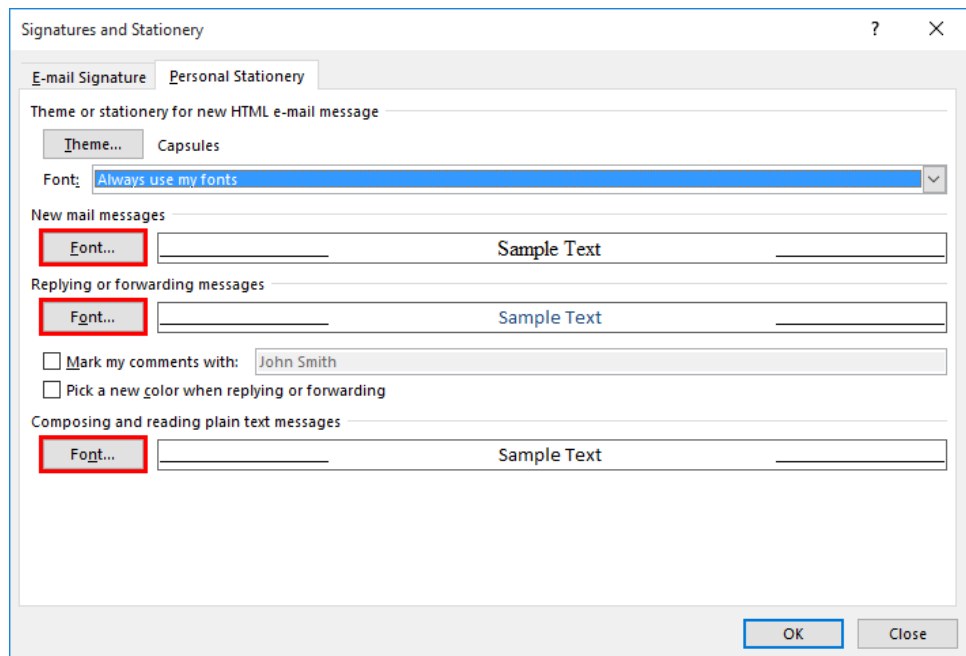 Signatures and Stationery ?
E-mail Signature Personal Stationery
Theme or stationery for new HTML e-mail message
Theme... Capsules
Font: Always use my fonts
New mail messages
Font... Sample Text
Replying or forwarding messages
Font... Sample Text
Mark my comments with: John Smith
Pick a new color when replying or forwarding
Composing and reading plain text messages
Font... Sample Text
OK Close